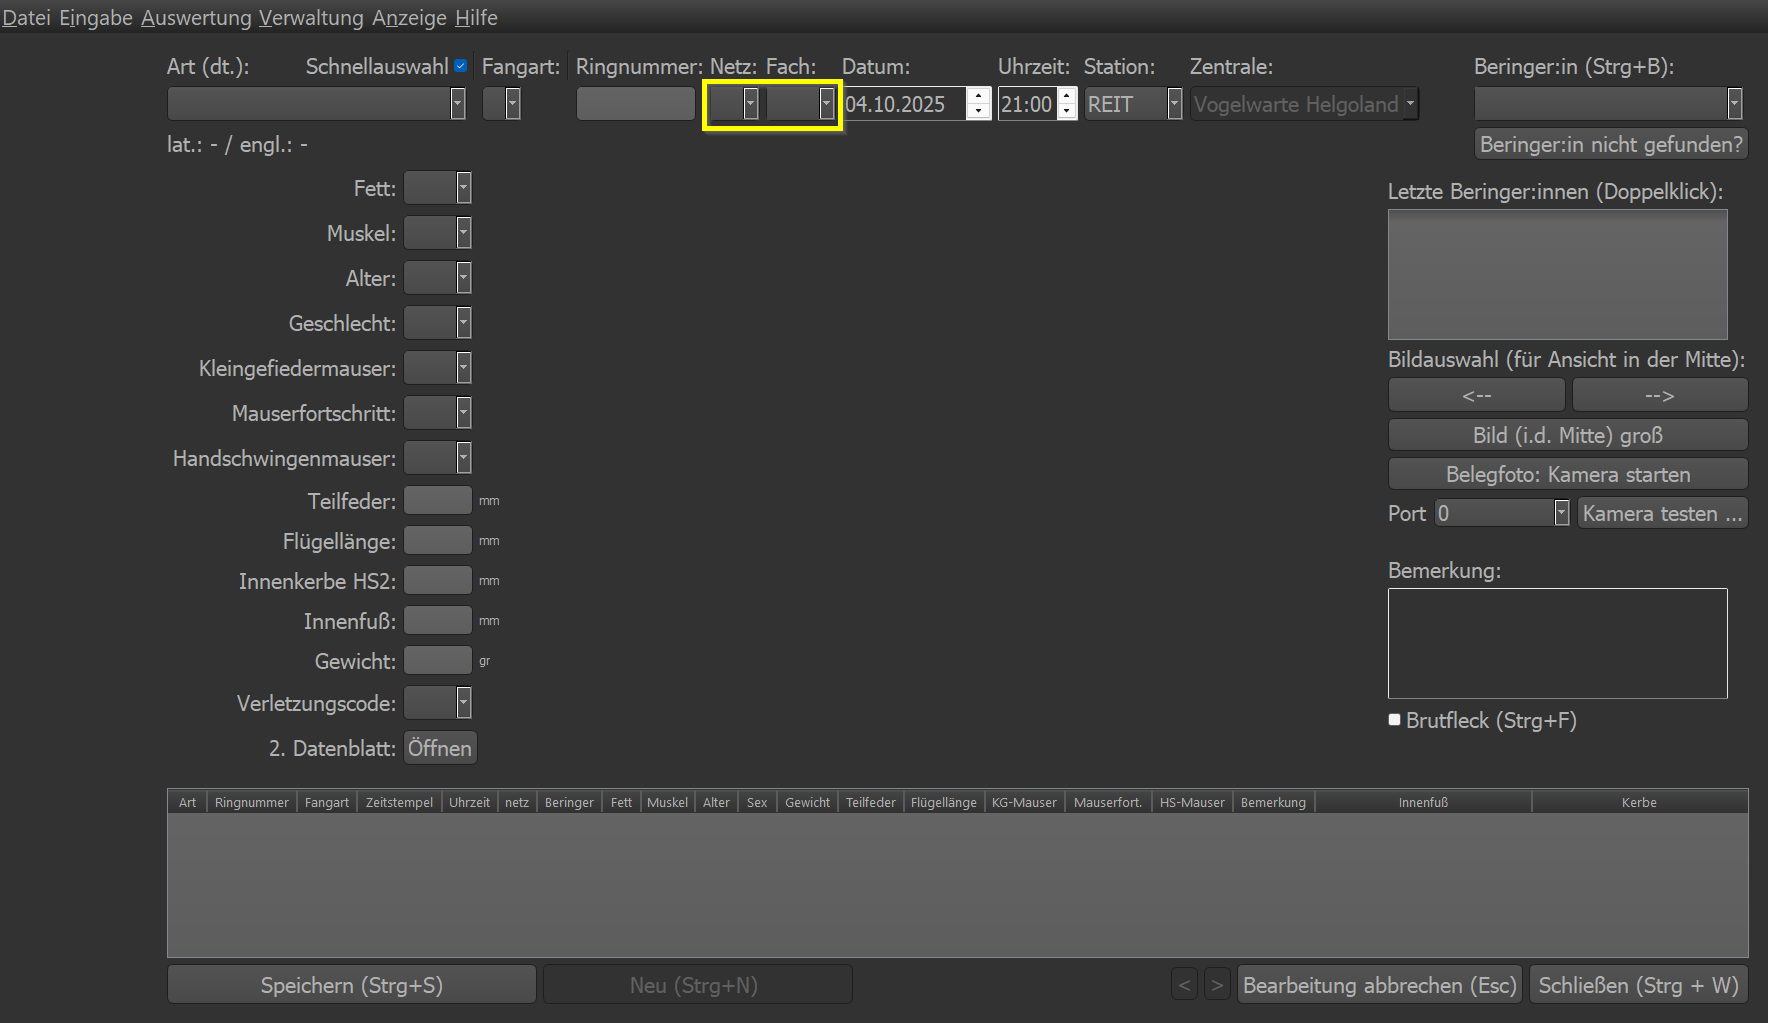 Datei Eingabe Auswertung Verwaltung Anzeige Hilfe
Art (dt.): Schnellauswahl Fangart: Ringnummer: Netz: Fach: Datum: Uhrzeit: Station: Zentrale: Beringer:in (Strg+B):
04.10.2025 21:00 REIT Vogelwarte Helgoland
lat.: - / engl.: - Beringer:in nicht gefunden?
Fett: Letzte Beringer:innen (Doppelklick):
Muskel:
Alter:
Geschlecht:
Kleingefiedermauser: Bildauswahl (für Ansicht in der Mitte):
<-- -->
Mauserfortschritt:
Bild (i.d. Mitte) groß
Handschwingenmauser:
Belegfoto: Kamera starten
Teilfeder: mm
Port 0 Kamera testen ...
Flügellänge: mm
Innenkerbe HS2: mm Bemerkung:
Innenfuß: mm
Gewicht: gr
Verletzungscode:
Brutfleck (Strg+F)
2. Datenblatt: Öffnen
Art Ringnummer Fangart Zeitstempel Uhrzeit netz Beringer Fett Muskel Alter Sex Gewicht Teilfeder Flügellänge KG-Mauser Mauserfort. HS-Mauser Bemerkung Innenfuß Kerbe
Speichern (Strg+S) Neu (Strg+N) < > Bearbeitung abbrechen (Esc) Schließen (Strg + W)